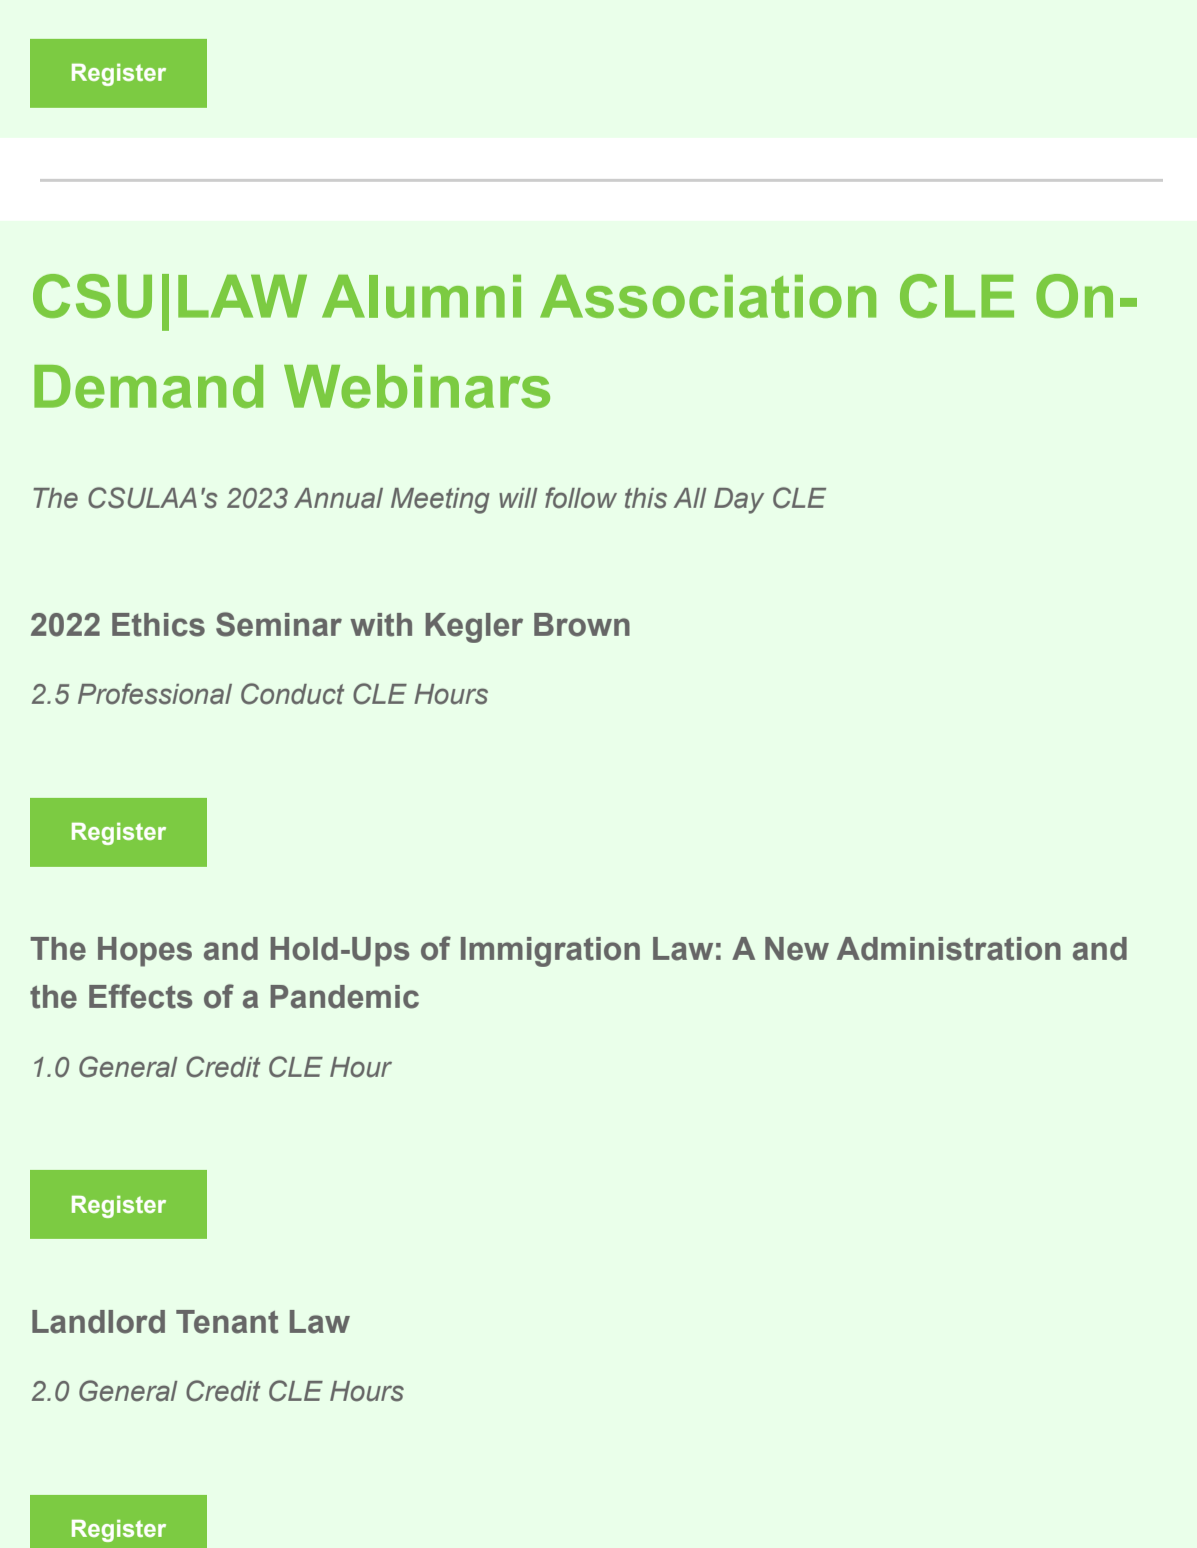 Register
CSU|LAW Alumni Association CLE On-
Demand Webinars
The CSULAA's 2023 Annual Meeting will follow this All Day CLE
2022 Ethics Seminar with Kegler Brown
2.5 Professional Conduct CLE Hours
Register
The Hopes and Hold-Ups of Immigration Law: A New Administration and
the Effects of a Pandemic
1.0 General Credit CLE Hour
Register
Landlord Tenant Law
2.0 General Credit CLE Hours
Register